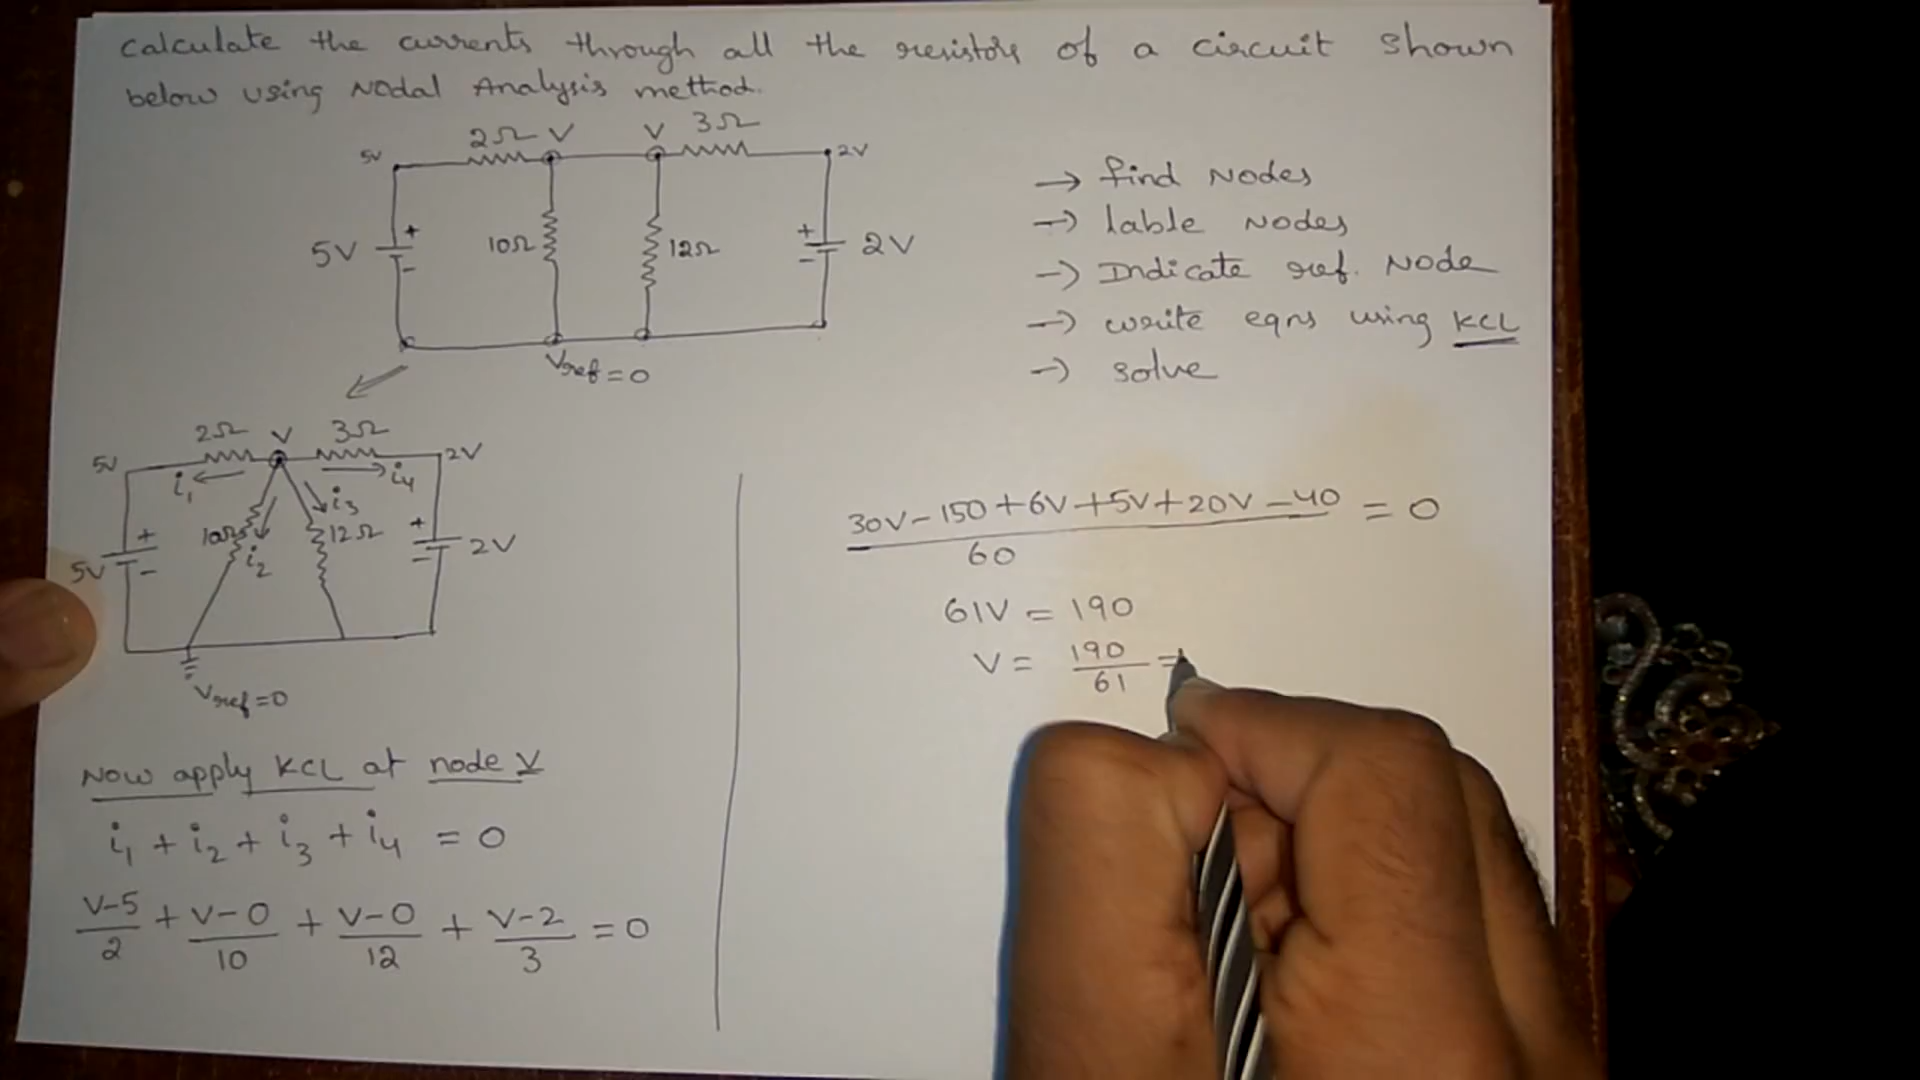 Calculate the currents through all the resistors of a circuit shown
below using Nodal Analysis method.
2Ω V V 3Ω
5V 2V
5V + - 10Ω 12Ω + - 2V
Vref = 0
→ find Nodes
→ lable Nodes
→ Indicate ref. Node
→ write eqns using KCL
→ solve
2Ω V 3Ω
5V 2V
i1 i4
i3
10Ω 12Ω
i2
5V + - + - 2V
Vref = 0
Now apply KCL at node V
i1 + i2 + i3 + i4 = 0
V-5/2 + V-0/10 + V-0/12 + V-2/3 = 0
30V - 150 + 6V + 5V + 20V - 40 / 60 = 0
61V = 190
V = 190/61 =